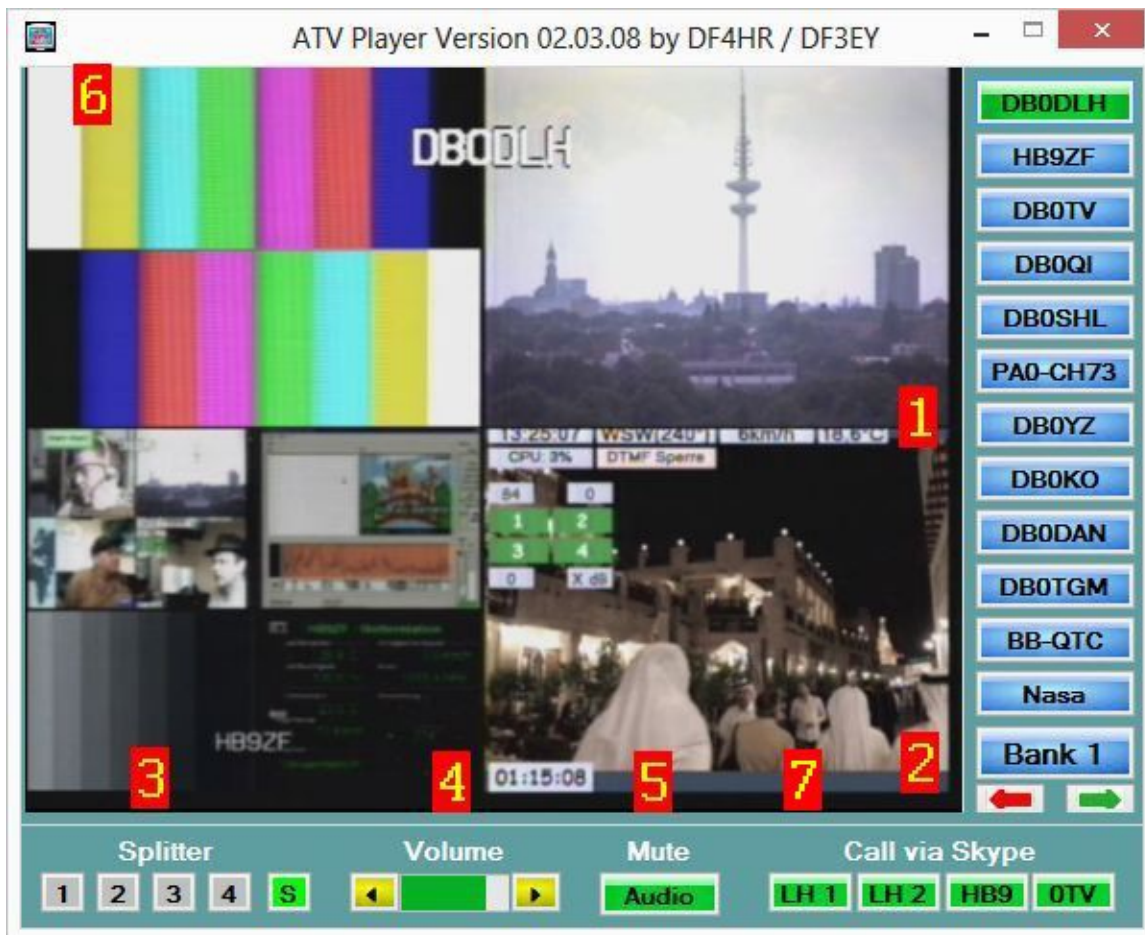 ATV Player Version 02.03.08 by DF4HR / DF3EY
6
DB0DLH
DB0DLH
HB9ZF
DB0TV
DB0QI
DB0SHL
PA0-CH73
DB0YZ
DB0KO
DB0DAN
DB0TGM
BB-QTC
Nasa
Bank 1
1
13:25:07 WSW(240°) 6km/h 18,6°C
CPU: 3% DTMF Sperre
84 0
1 2
3 4
0 X dB
HB9ZF
01:15:08
3 4 5 7 2
Splitter Volume Mute Call via Skype
1 2 3 4 S Audio LH 1 LH 2 HB9 0TV